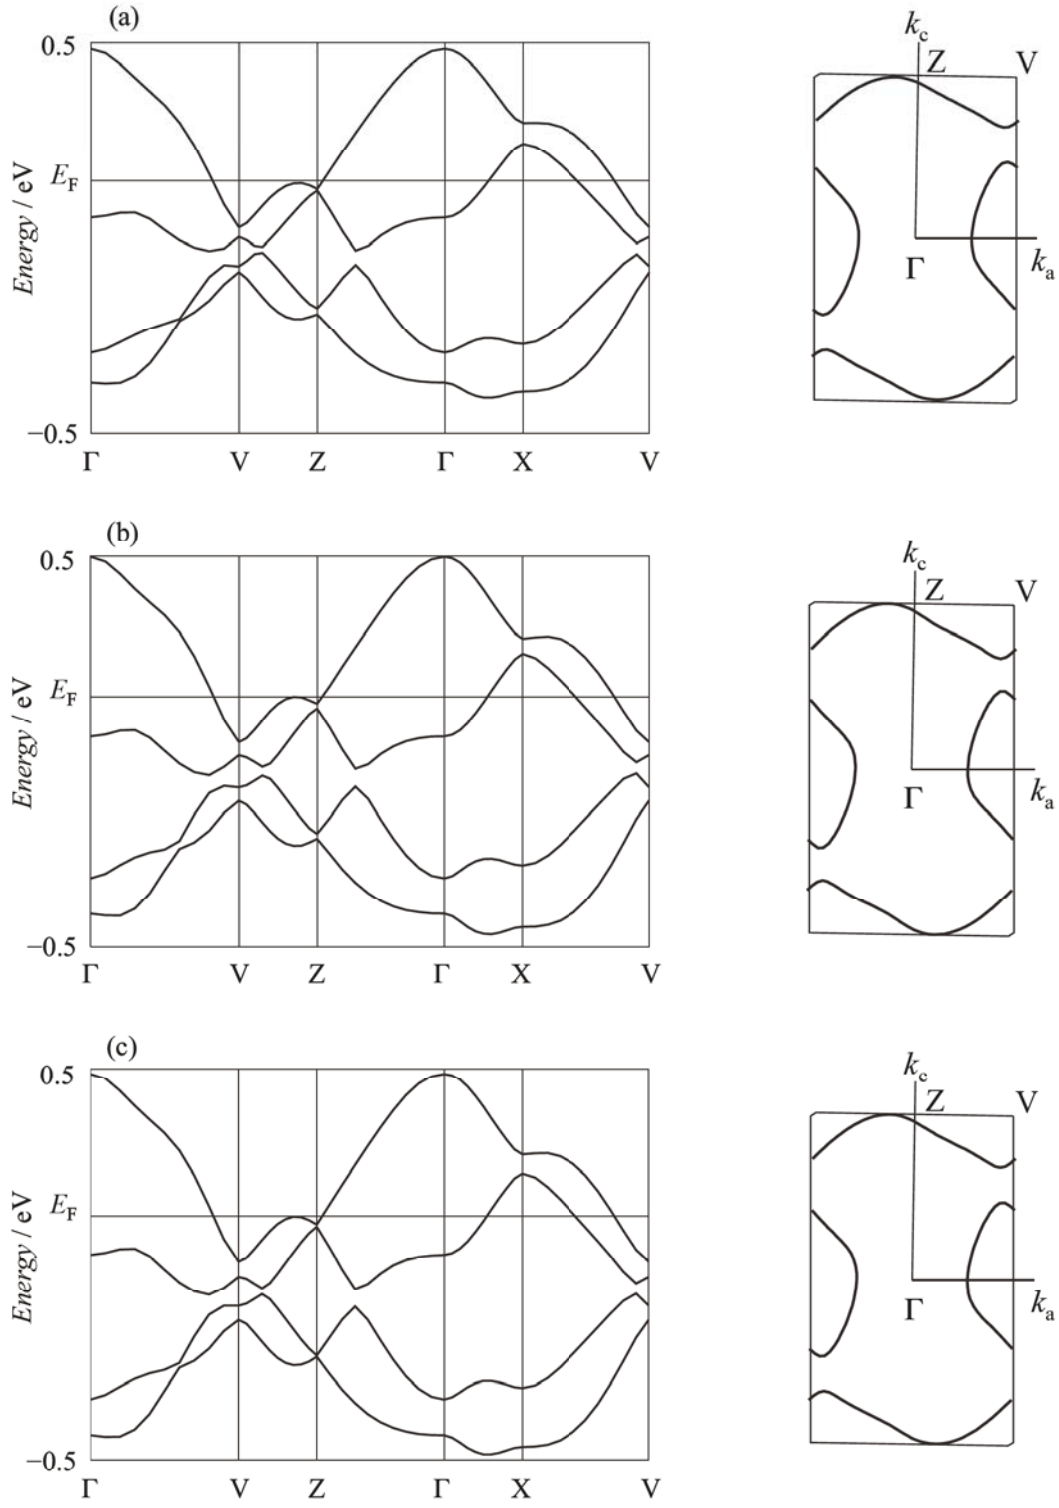 (a)
0.5
E_F
Energy / eV
−0.5
Γ V Z Γ X V
k_c
Z V
Γ
k_a
(b)
0.5
E_F
Energy / eV
−0.5
Γ V Z Γ X V
k_c
Z V
Γ
k_a
(c)
0.5
E_F
Energy / eV
−0.5
Γ V Z Γ X V
k_c
Z V
Γ
k_a